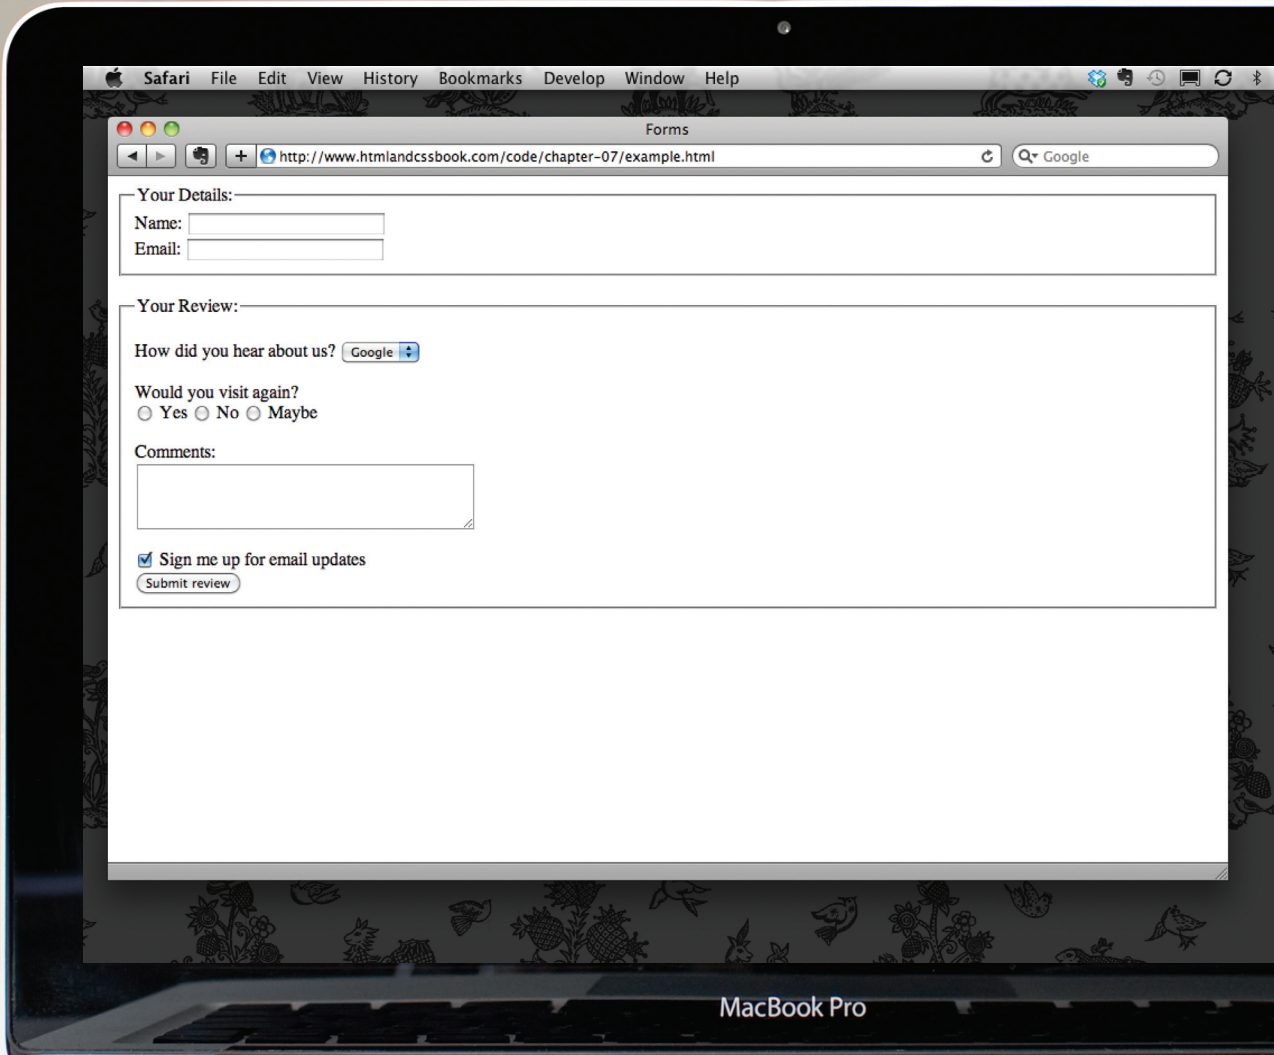 Safari File Edit View History Bookmarks Develop Window Help
Forms
http://www.htmlandcssbook.com/code/chapter-07/example.html
Google
Your Details:
Name:
Email:
Your Review:
How did you hear about us? Google
Would you visit again?
Yes No Maybe
Comments:
Sign me up for email updates
Submit review
MacBook Pro